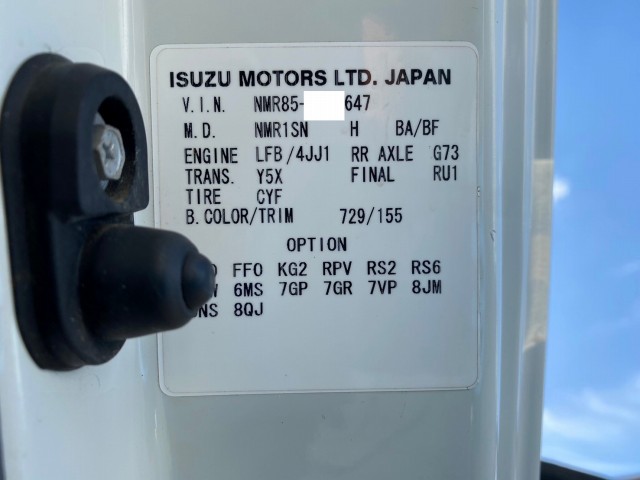 ISUZU MOTORS LTD. JAPAN
V.I.N. NMR85- 647
M.D. NMR1SN H BA/BF
ENGINE LFB/4JJ1 RR AXLE G73
TRANS. Y5X FINAL RU1
TIRE CYF
B.COLOR/TRIM 729/155
OPTION
FFO KG2 RPV RS2 RS6
6MS 7GP 7GR 7VP 8JM
8QJ